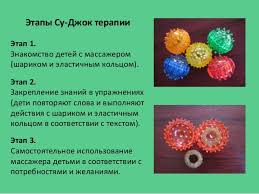 Этапы Су-Джок терапии
Этап 1.
Знакомство детей с массажером
(шариком и эластичным кольцом).
Этап 2.
Закрепление знаний в упражнениях
(дети повторяют слова и выполняют
действия с шариком и эластичным
кольцом в соответствии с текстом).
Этап 3.
Самостоятельное использование
массажера детьми в соответствии с
потребностями и желаниями.